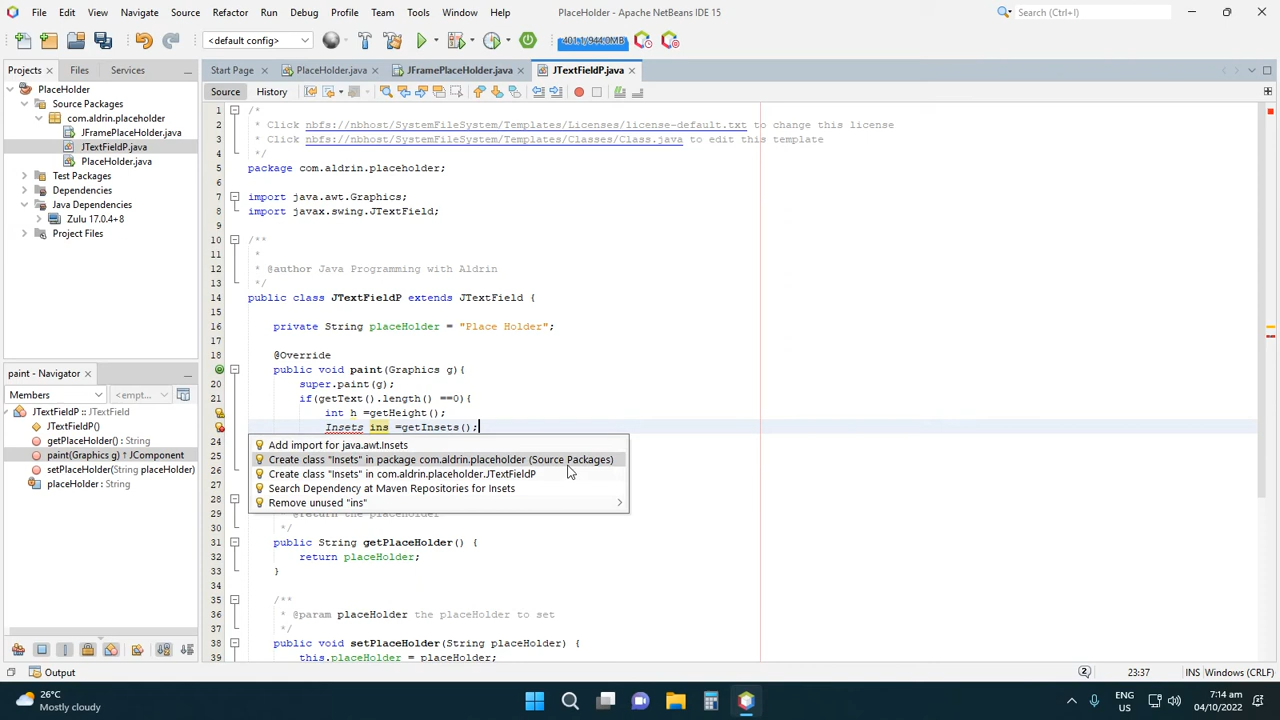 File Edit View Navigate Source Refactor Run Debug Profile Team Tools Window Help PlaceHolder - Apache NetBeans IDE 15 Search (Ctrl+I)
<default config> 401.1/944.0MB
Projects Files Services Start Page PlaceHolder.java JFramePlaceHolder.java JTextFieldP.java
PlaceHolder
Source Packages
com.aldrin.placeholder
JFramePlaceHolder.java
JTextFieldP.java
PlaceHolder.java
Test Packages
Dependencies
Java Dependencies
Zulu 17.0.4+8
Project Files
paint - Navigator
Members <empt...
JTextFieldP :: JTextField
JTextFieldP()
getPlaceHolder() : String
paint(Graphics g) ↑ JComponent
setPlaceHolder(String placeHolder)
placeHolder : String
Source History
1 /*
2 * Click nbfs://nbhost/SystemFileSystem/Templates/Licenses/license-default.txt to change this license
3 * Click nbfs://nbhost/SystemFileSystem/Templates/Classes/Class.java to edit this template
4 */
5 package com.aldrin.placeholder;
6
7 import java.awt.Graphics;
8 import javax.swing.JTextField;
9
10 /**
11 *
12 * @author Java Programming with Aldrin
13 */
14 public class JTextFieldP extends JTextField {
15
16 private String placeHolder = "Place Holder";
17
18 @Override
public void paint(Graphics g){
20 super.paint(g);
21 if(getText().length() ==0){
int h =getHeight();
Insets ins =getInsets();
24
Add import for java.awt.Insets
25 Create class "Insets" in package com.aldrin.placeholder (Source Packages)
26 Create class "Insets" in com.aldrin.placeholder.JTextFieldP
27 Search Dependency at Maven Repositories for Insets
28 Remove unused "ins"
29 * @return the placeHolder
30 */
31 public String getPlaceHolder() {
32 return placeHolder;
33 }
34
35 /**
36 * @param placeHolder the placeHolder to set
37 */
38 public void setPlaceHolder(String placeHolder) {
39 this.placeHolder = placeHolder;
Output 2 23:37 INS Windows (CRLF)
26°C
Mostly cloudy
ENG
US
7:14 am
04/10/2022